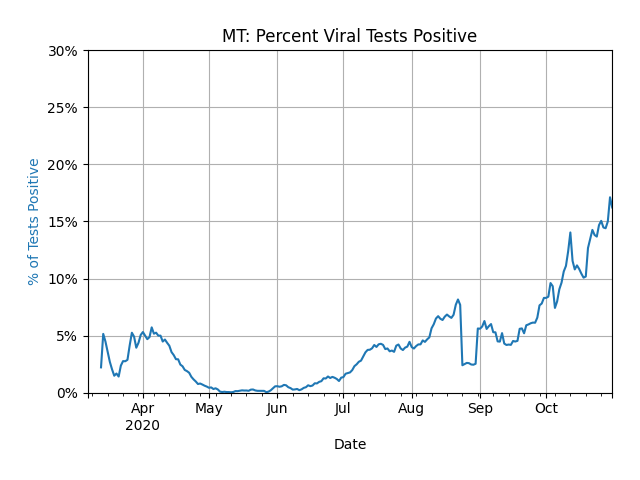 MT: Percent Viral Tests Positive
30%
25%
20%
15%
10%
5%
0%
% of Tests Positive
Apr
2020
May
Jun
Jul
Aug
Sep
Oct
Date